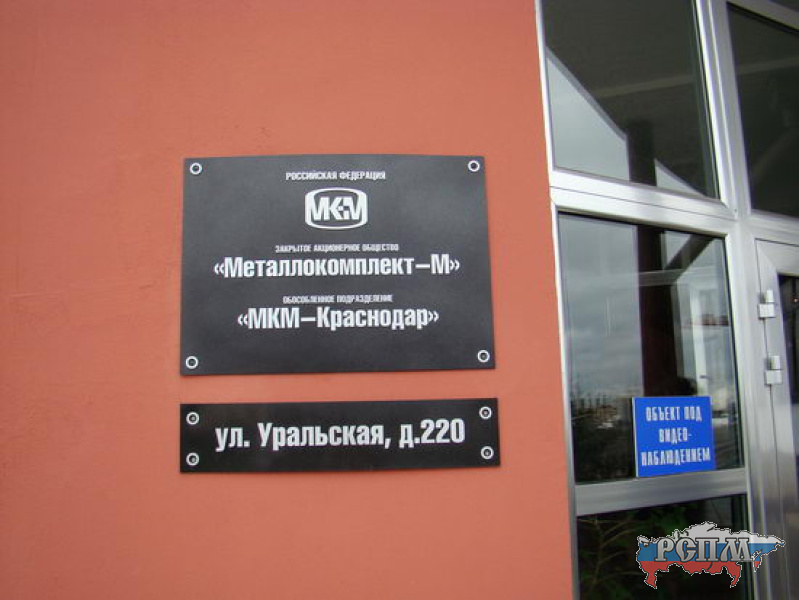 РОССИЙСКАЯ ФЕДЕРАЦИЯ
МКМ
ЗАКРЫТОЕ АКЦИОНЕРНОЕ ОБЩЕСТВО
«Металлокомплект–М»
ОБОСОБЛЕННОЕ ПОДРАЗДЕЛЕНИЕ
«МКМ–Краснодар»
ул. Уральская, д.220
ОБЪЕКТ ПОД
ВИДЕО-
НАБЛЮДЕНИЕМ
РСПМ